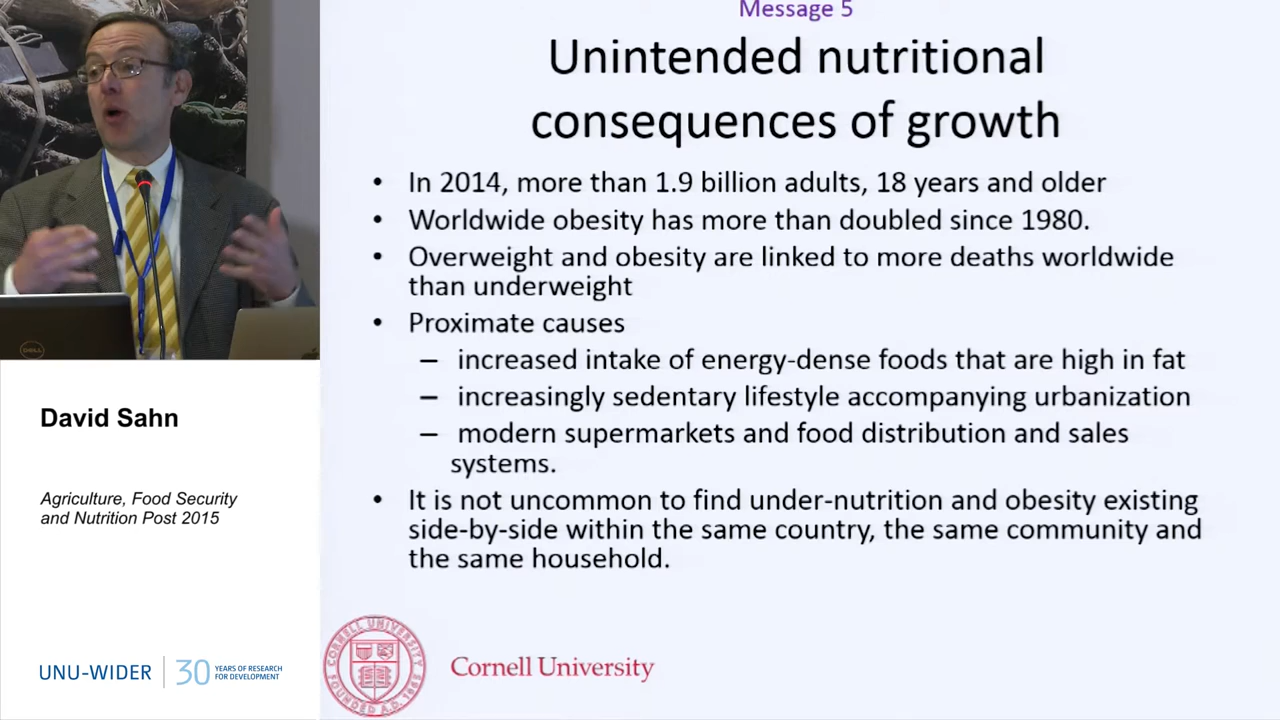 Message 5
Unintended nutritional
consequences of growth
• In 2014, more than 1.9 billion adults, 18 years and older
• Worldwide obesity has more than doubled since 1980.
• Overweight and obesity are linked to more deaths worldwide
than underweight
• Proximate causes
– increased intake of energy-dense foods that are high in fat
– increasingly sedentary lifestyle accompanying urbanization
– modern supermarkets and food distribution and sales
systems.
• It is not uncommon to find under-nutrition and obesity existing
side-by-side within the same country, the same community and
the same household.
CORNELL UNIVERSITY
FOUNDED A.D. 1865
Cornell University
DELL
David Sahn
Agriculture, Food Security
and Nutrition Post 2015
UNU-WIDER
30 YEARS OF RESEARCH
FOR DEVELOPMENT